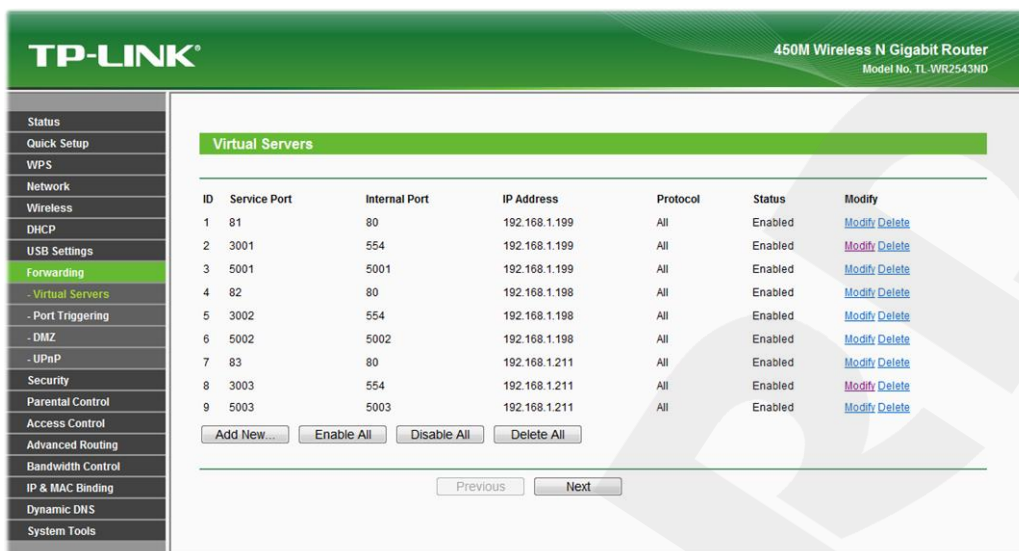 TP-LINK®
450M Wireless N Gigabit Router
Model No. TL-WR2543ND
Status
Quick Setup
WPS
Network
Wireless
DHCP
USB Settings
Forwarding
- Virtual Servers
- Port Triggering
- DMZ
- UPnP
Security
Parental Control
Access Control
Advanced Routing
Bandwidth Control
IP & MAC Binding
Dynamic DNS
System Tools
Virtual Servers
ID Service Port Internal Port IP Address Protocol Status Modify
1 81 80 192.168.1.199 All Enabled Modify Delete
2 3001 554 192.168.1.199 All Enabled Modify Delete
3 5001 5001 192.168.1.199 All Enabled Modify Delete
4 82 80 192.168.1.198 All Enabled Modify Delete
5 3002 554 192.168.1.198 All Enabled Modify Delete
6 5002 5002 192.168.1.198 All Enabled Modify Delete
7 83 80 192.168.1.211 All Enabled Modify Delete
8 3003 554 192.168.1.211 All Enabled Modify Delete
9 5003 5003 192.168.1.211 All Enabled Modify Delete
Add New... Enable All Disable All Delete All
Previous Next